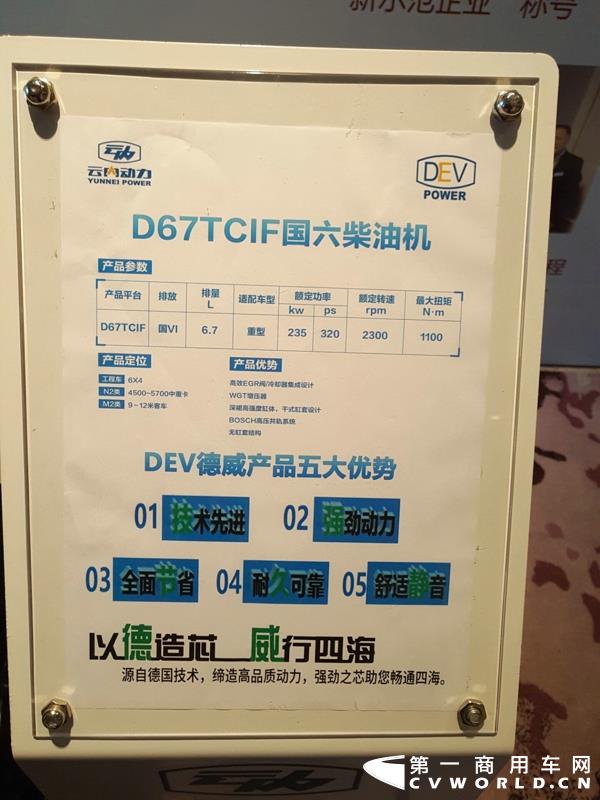 新示范企业 称号
云内动力
YUNNEI POWER
DEV
POWER
D67TCIF国六柴油机
产品参数
产品平台 排放 排量 L 适配车型 额定功率 kw ps 额定转速 rpm 最大扭矩 N·m
D67TCIF 国VI 6.7 重型 235 320 2300 1100
产品定位
工程车 6X4
N2类 4500~5700中重卡
M2类 9~12米客车
产品优势
高效EGR阀/冷却器集成设计
WGT增压器
深裙高强度缸体，干式缸套设计
BOSCH高压共轨系统
无缸套结构
DEV德威产品五大优势
01 技术先进
02 强劲动力
03 全面节省
04 耐久可靠
05 舒适静音
以德造芯 威行四海
源自德国技术，缔造高品质动力，强劲之芯助您畅通四海。
程
第一商用车网
CVWORLD.CN